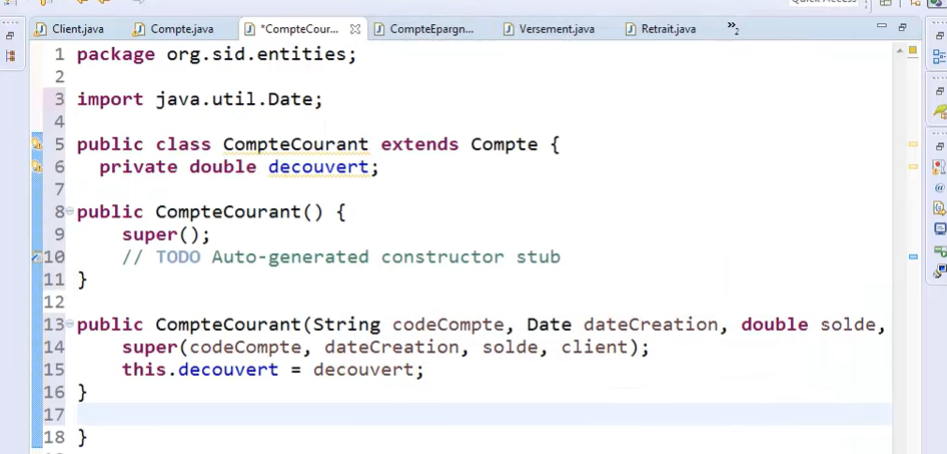 Quick Access
Client.java Compte.java *CompteCour... CompteEpargn... Versement.java Retrait.java »2
1 package org.sid.entities;
2
3 import java.util.Date;
4
5 public class CompteCourant extends Compte {
6 private double decouvert;
7
8 public CompteCourant() {
9 super();
10 // TODO Auto-generated constructor stub
11 }
12
13 public CompteCourant(String codeCompte, Date dateCreation, double solde,
14 super(codeCompte, dateCreation, solde, client);
15 this.decouvert = decouvert;
16 }
17
18 }